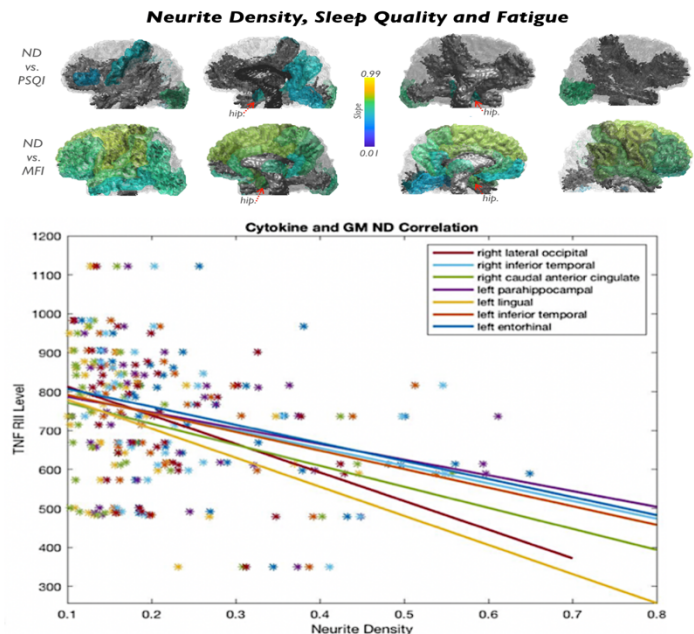 Neurite Density, Sleep Quality and Fatigue
ND
vs.
PSQI
hip.
hip.
0.99
Slope
0.01
ND
vs.
MFI
hip.
hip.
Cytokine and GM ND Correlation
1200
1100
1000
900
800
700
600
500
400
300
TNF RII Level
right lateral occipital
right inferior temporal
right caudal anterior cingulate
left parahippocampal
left lingual
left inferior temporal
left entorhinal
0.1 0.2 0.3 0.4 0.5 0.6 0.7 0.8
Neurite Density